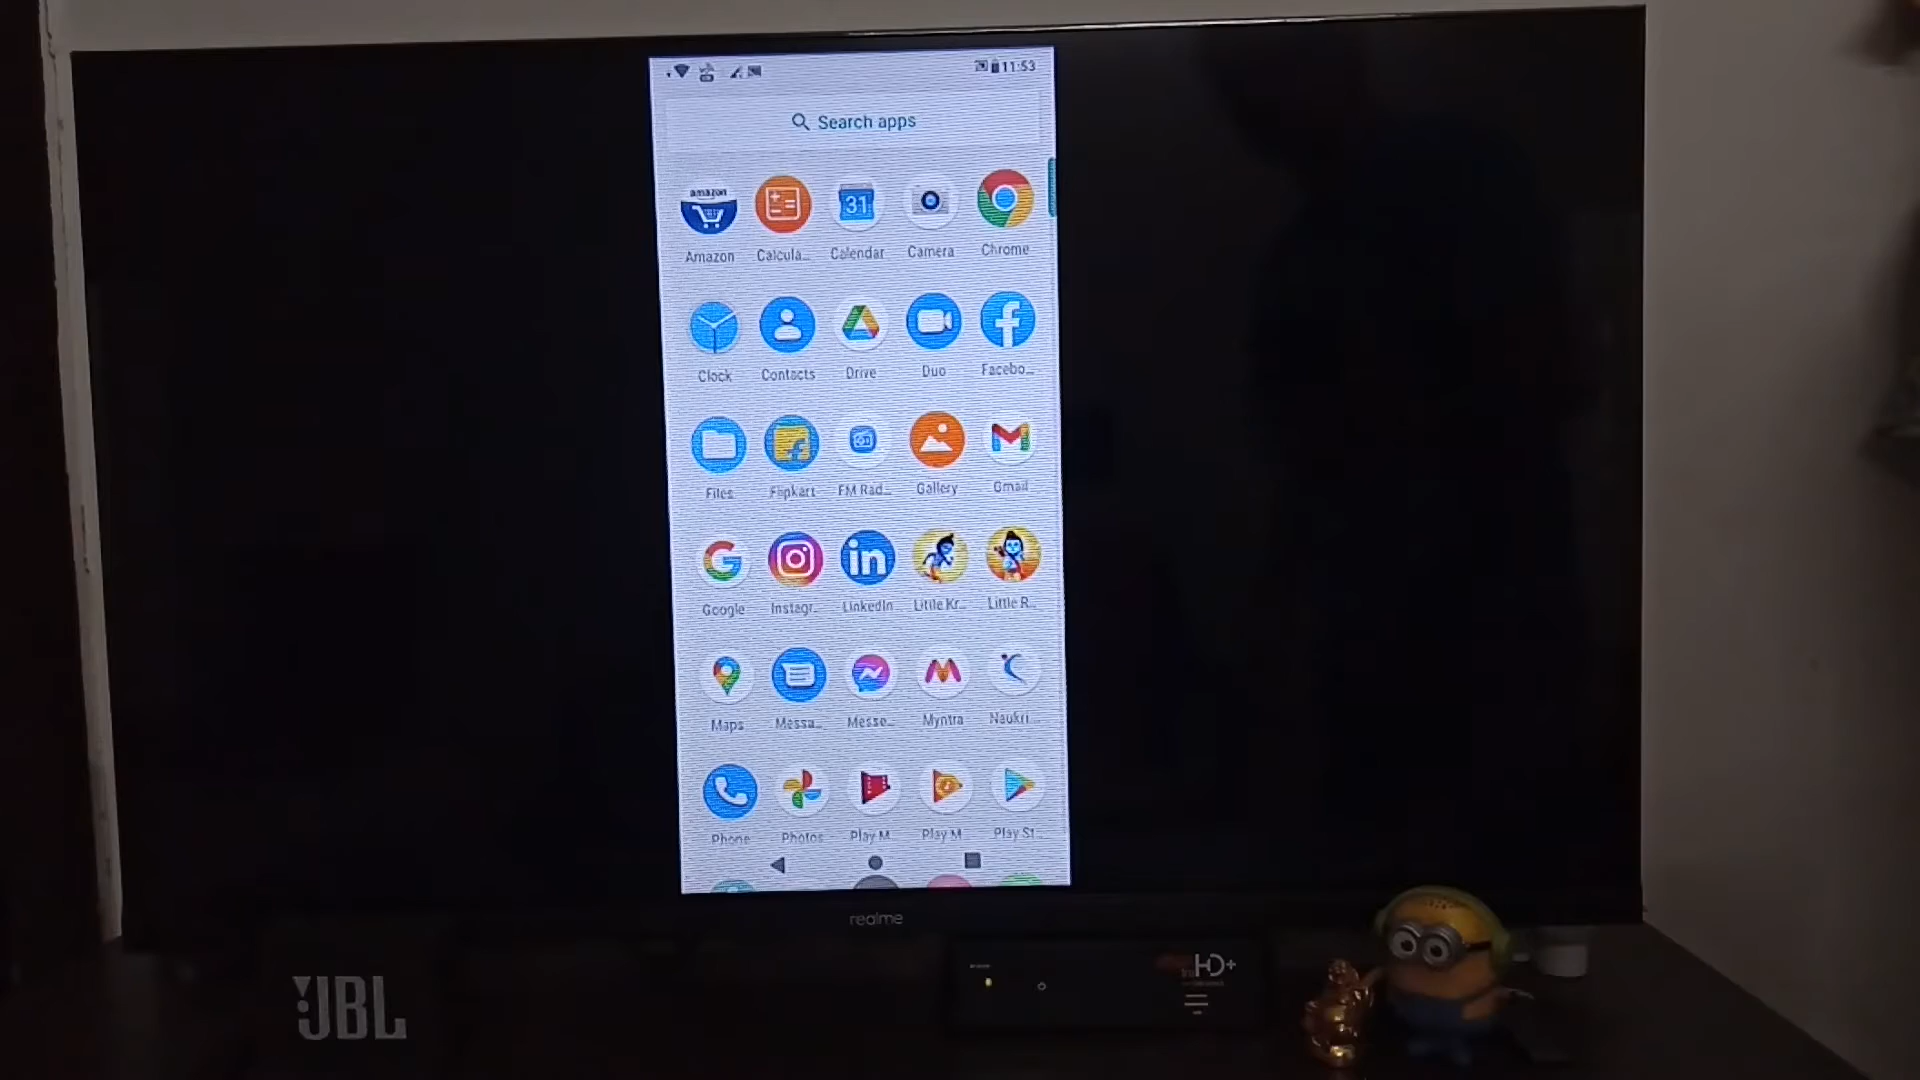 11:53
Search apps
amazon
31
Amazon Calcula... Calendar Camera Chrome
Clock Contacts Drive Duo Facebo...
Files Flipkart FM Rad... Gallery Gmail
in
Google Instagr... LinkedIn Little Kr... Little R...
Maps Messa... Messe... Myntra Naukri...
Phone Photos Play M... Play M... Play St...
realme
HD+
JBL